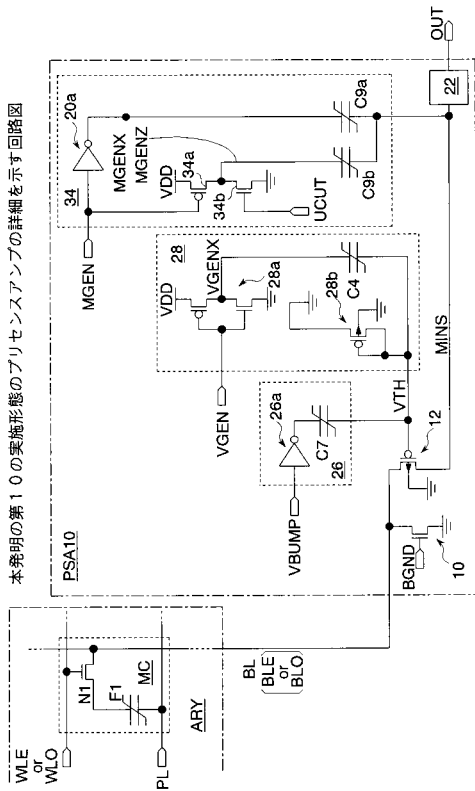 本発明の第１０の実施形態のプリセンスアンプの詳細を示す回路図
WLE
or
WLO
PL
N1
F1
MC
ARY
BL
BLE
or
BLO
PSA10
BGND
10
12
VTH
MINS
VBUMP
26a
C7
26
VGEN
28
VDD
VGENX
28a
28b
C4
MGEN
34
20a
MGENX
MGENZ
VDD
34a
34b
UCUT
C9b
C9a
22
OUT